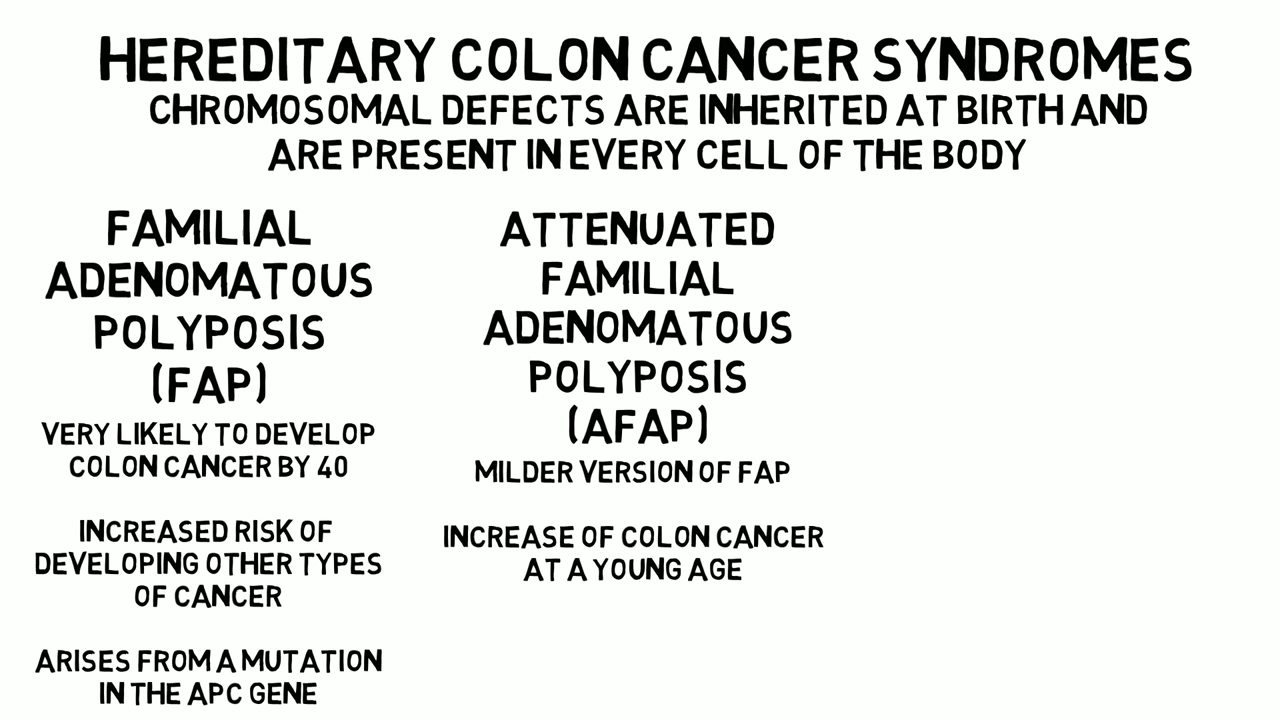 HEREDITARY COLON CANCER SYNDROMES
CHROMOSOMAL DEFECTS ARE INHERITED AT BIRTH AND
ARE PRESENT IN EVERY CELL OF THE BODY
FAMILIAL
ADENOMATOUS
POLYPOSIS
(FAP)
VERY LIKELY TO DEVELOP
COLON CANCER BY 40
INCREASED RISK OF
DEVELOPING OTHER TYPES
OF CANCER
ARISES FROM A MUTATION
IN THE APC GENE
ATTENUATED
FAMILIAL
ADENOMATOUS
POLYPOSIS
(AFAP)
MILDER VERSION OF FAP
INCREASE OF COLON CANCER
AT A YOUNG AGE